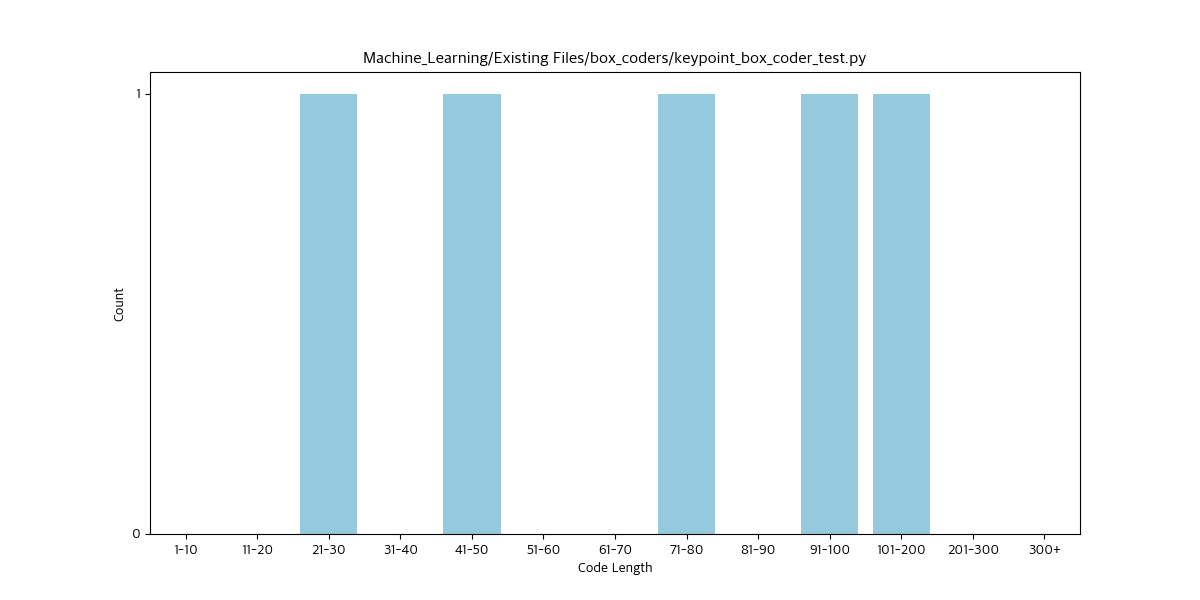 Machine_Learning/Existing Files/box_coders/keypoint_box_coder_test.py
1
Count
0
1-10 11-20 21-30 31-40 41-50 51-60 61-70 71-80 81-90 91-100 101-200 201-300 300+
Code Length